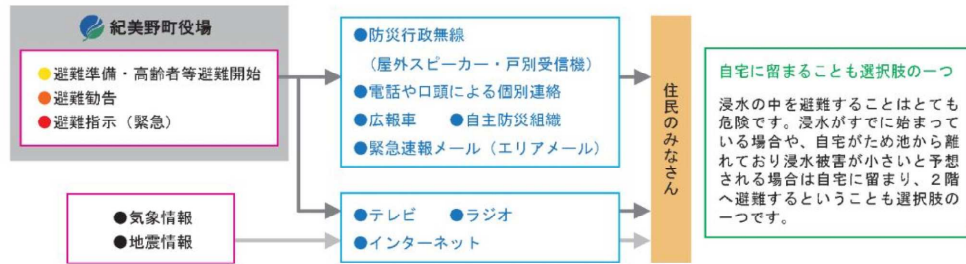 紀美野町役場
●避難準備・高齢者等避難開始
●避難勧告
●避難指示（緊急）
●気象情報
●地震情報
●防災行政無線
（屋外スピーカー・戸別受信機）
●電話や口頭による個別連絡
●広報車　●自主防災組織
●緊急速報メール（エリアメール）
●テレビ　●ラジオ
●インターネット
住民のみなさん
自宅に留まることも選択肢の一つ
浸水の中を避難することはとても
危険です。浸水がすでに始まって
いる場合や、自宅がため池から離
れており浸水被害が小さいと予想
される場合は自宅に留まり、２階
へ避難するということも選択肢の
一つです。